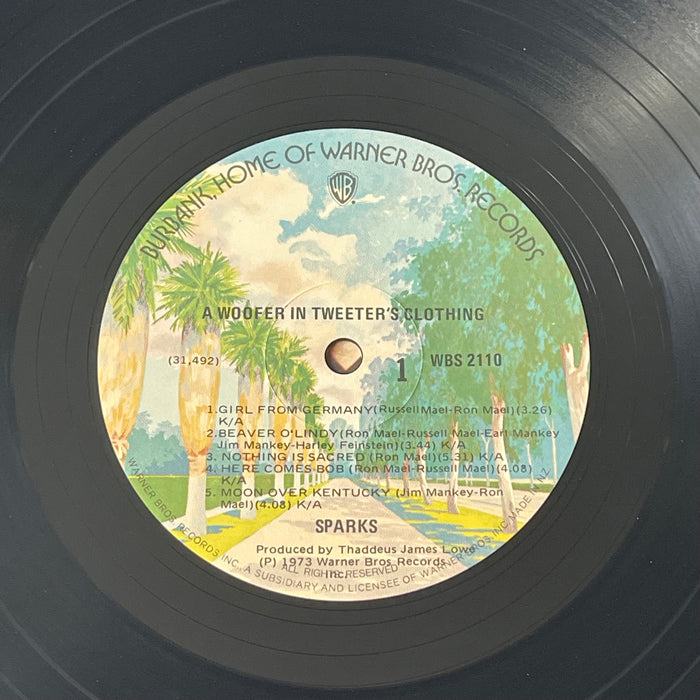 BURBANK, HOME OF WARNER BROS. RECORDS
WB
A WOOFER IN TWEETER'S CLOTHING
(31,492)
1
WBS 2110
1.GIRL FROM GERMANY(Russell Mael-Ron Mael)(3.26)
K/A
2.BEAVER O'LINDY(Ron Mael-Russell Mael-Earl Mankey
Jim Mankey-Harley Feinstein)(3.44) K/A
3. NOTHING IS SACRED (Ron Mael)(5.31) K/A
4. HERE COMES BOB (Ron Mael-Russell Mael)(4.08)
K/A
5. MOON OVER KENTUCKY (Jim Mankey-Ron
Mael)(4.08) K/A
SPARKS
Produced by Thaddeus James Lowe
(P) 1973 Warner Bros. Records
Inc.
ALL RIGHTS RESERVED
WARNER BROS. RECORDS INC., A SUBSIDIARY AND LICENSEE OF WARNER BROS. INC. MADE IN N.Z.